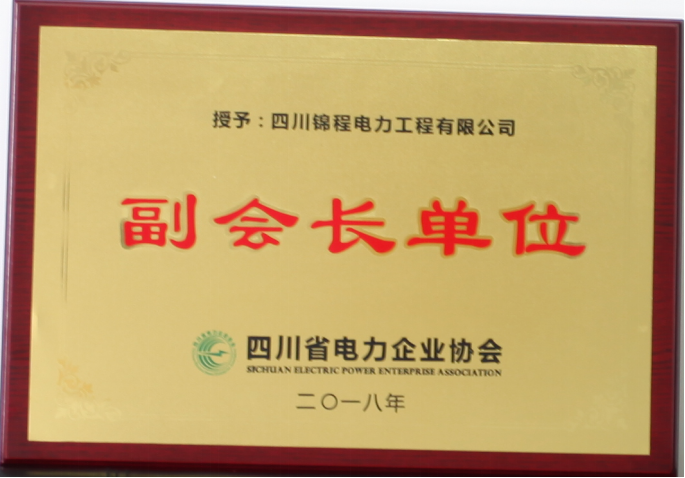 授予：四川锦程电力工程有限公司
副会长单位
四川省电力企业协会
SICHUAN ELECTRIC POWER ENTERPRISE ASSOCIATION
二〇一八年